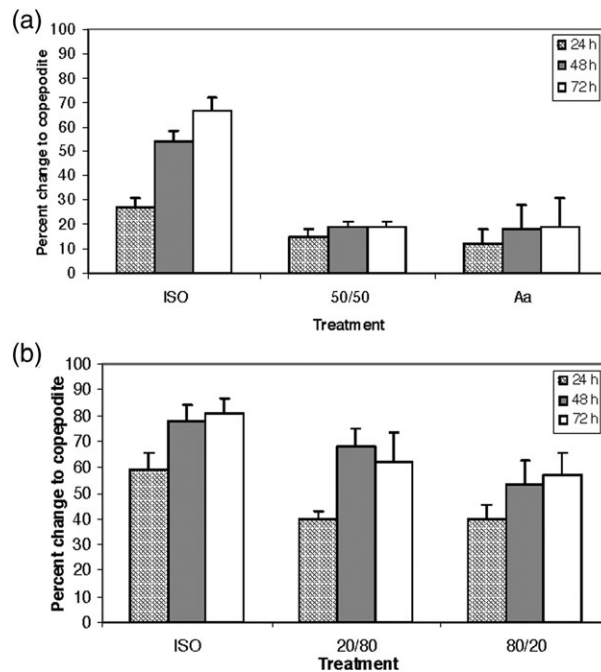 (a)
Percent change to copepodite
100
90
80
70
60
50
40
30
20
10
0
24 h
48 h
72 h
ISO
50/50
Aa
Treatment
(b)
Percent change to copepodite
100
90
80
70
60
50
40
30
20
10
0
24 h
48 h
72 h
ISO
20/80
80/20
Treatment